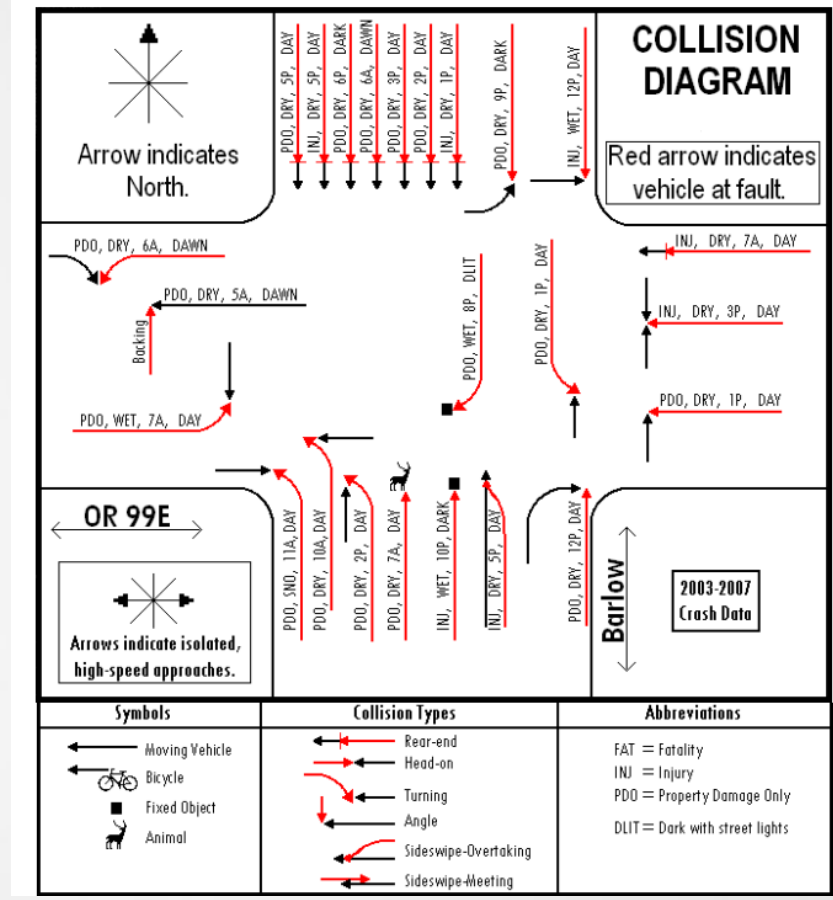 COLLISION
DIAGRAM
Arrow indicates
North.
Red arrow indicates
vehicle at fault.
PDO, DRY, 5P, DAY
INJ, DRY, 5P, DAY
PDO, DRY, 6P, DARK
PDO, DRY, 6A, DAWN
PDO, DRY, 3P, DAY
PDO, DRY, 2P, DAY
INJ, DRY, 1P, DAY
PDO, DRY, 9P, DARK
INJ, WET, 12P, DAY
PDO, DRY, 6A, DAWN
PDO, DRY, 5A, DAWN
Backing
PDO, WET, 7A, DAY
PDO, WET, 8P, DLIT
PDO, DRY, 1P, DAY
INJ, DRY, 7A, DAY
INJ, DRY, 3P, DAY
PDO, DRY, 1P, DAY
PDO, SNO, 11A, DAY
PDO, DRY, 10A, DAY
PDO, DRY, 2P, DAY
PDO, DRY, 7A, DAY
INJ, WET, 10P, DARK
INJ, DRY, 5P, DAY
PDO, DRY, 12P, DAY
OR 99E
Arrows indicate isolated,
high-speed approaches.
Barlow
2003-2007
Crash Data
Symbols
Moving Vehicle
Bicycle
Fixed Object
Animal
Collision Types
Rear-end
Head-on
Turning
Angle
Sideswipe-Overtaking
Sideswipe-Meeting
Abbreviations
FAT = Fatality
INJ = Injury
PDO = Property Damage Only
DLIT = Dark with street lights